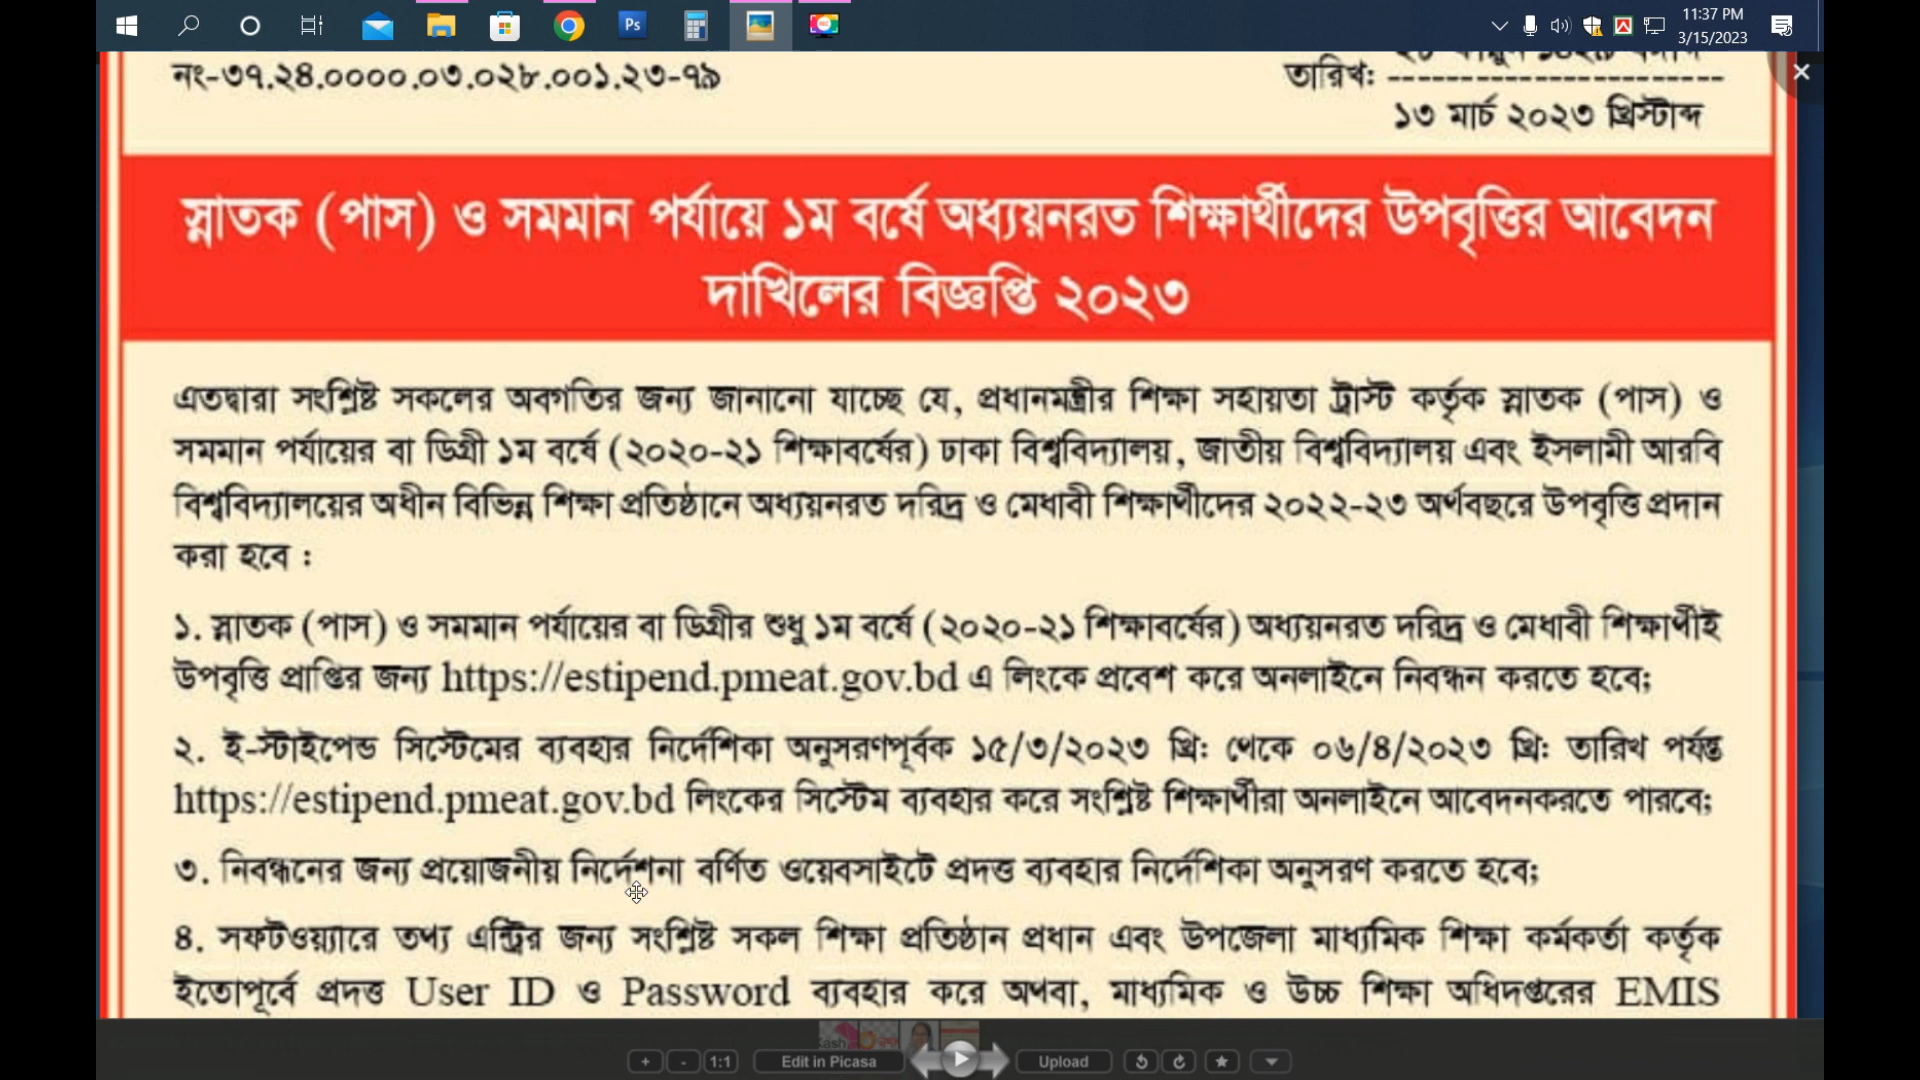 Ps
11:37 PM
3/15/2023
নং-৩৭.২৪.০০০০.০৩.০২৮.০০১.২৩-৭৯
তারিখ:
১৩ মার্চ ২০২৩ খ্রিস্টাব্দ
স্নাতক (পাস) ও সমমান পর্যায়ে ১ম বর্ষে অধ্যয়নরত শিক্ষার্থীদের উপবৃত্তির আবেদন
দাখিলের বিজ্ঞপ্তি ২০২৩
এতদ্বারা সংশ্লিষ্ট সকলের অবগতির জন্য জানানো যাচ্ছে যে, প্রধানমন্ত্রীর শিক্ষা সহায়তা ট্রাস্ট কর্তৃক স্নাতক (পাস) ও
সমমান পর্যায়ের বা ডিগ্রী ১ম বর্ষে (২০২০-২১ শিক্ষাবর্ষের) ঢাকা বিশ্ববিদ্যালয়, জাতীয় বিশ্ববিদ্যালয় এবং ইসলামী আরবি
বিশ্ববিদ্যালয়ের অধীন বিভিন্ন শিক্ষা প্রতিষ্ঠানে অধ্যয়নরত দরিদ্র ও মেধাবী শিক্ষার্থীদের ২০২২-২৩ অর্থবছরে উপবৃত্তি প্রদান
করা হবে :
১. স্নাতক (পাস) ও সমমান পর্যায়ের বা ডিগ্রীর শুধু ১ম বর্ষে (২০২০-২১ শিক্ষাবর্ষের) অধ্যয়নরত দরিদ্র ও মেধাবী শিক্ষার্থীই
উপবৃত্তি প্রাপ্তির জন্য https://estipend.pmeat.gov.bd এ লিংকে প্রবেশ করে অনলাইনে নিবন্ধন করতে হবে;
২. ই-স্টাইপেন্ড সিস্টেমের ব্যবহার নির্দেশিকা অনুসরণপূর্বক ১৫/৩/২০২৩ খ্রি: থেকে ০৬/৪/২০২৩ খ্রি: তারিখ পর্যন্ত
https://estipend.pmeat.gov.bd লিংকের সিস্টেম ব্যবহার করে সংশ্লিষ্ট শিক্ষার্থীরা অনলাইনে আবেদনকরতে পারবে;
৩. নিবন্ধনের জন্য প্রয়োজনীয় নির্দেশনা বর্ণিত ওয়েবসাইটে প্রদত্ত ব্যবহার নির্দেশিকা অনুসরণ করতে হবে;
৪. সফটওয়্যারে তথ্য এন্ট্রির জন্য সংশ্লিষ্ট সকল শিক্ষা প্রতিষ্ঠান প্রধান এবং উপজেলা মাধ্যমিক শিক্ষা কর্মকর্তা কর্তৃক
ইতোপূর্বে প্রদত্ত User ID ও Password ব্যবহার করে অথবা, মাধ্যমিক ও উচ্চ শিক্ষা অধিদপ্তরের EMIS
1:1
Edit in Picasa
Upload